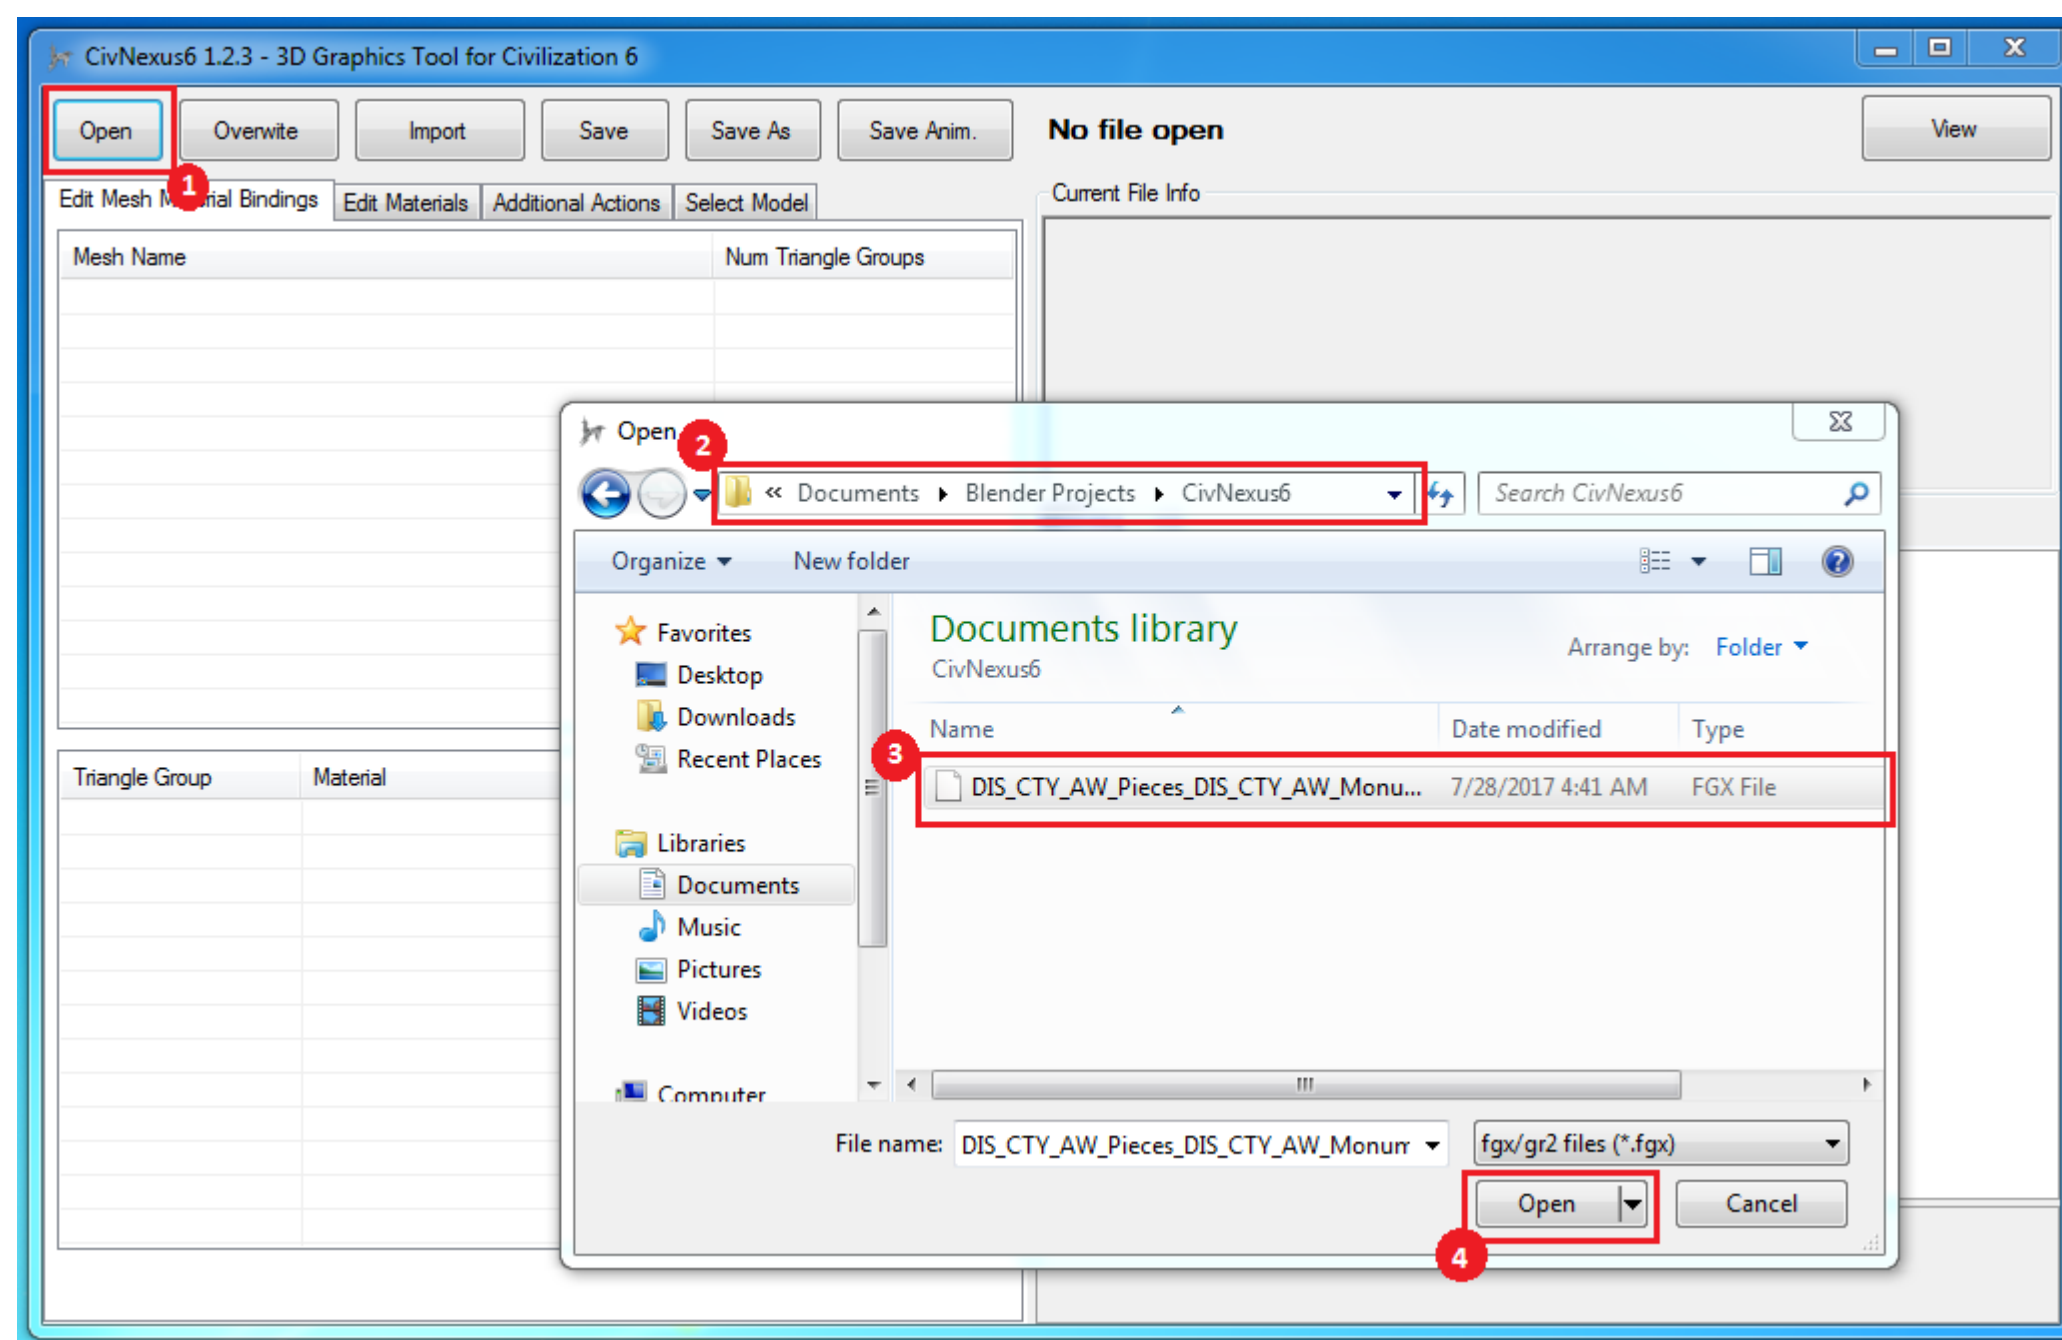 CivNexus6 1.2.3 - 3D Graphics Tool for Civilization 6
Open Overwite Import Save Save As Save Anim. No file open View
1
Edit Mesh Material Bindings Edit Materials Additional Actions Select Model Current File Info
Mesh Name Num Triangle Groups
Open 2
« Documents Blender Projects CivNexus6 Search CivNexus6
Organize New folder
Favorites
Desktop
Downloads
Recent Places
Libraries
Documents
Music
Pictures
Videos
Computer
Documents library
CivNexus6
Arrange by: Folder
Name Date modified Type
3
DIS_CTY_AW_Pieces_DIS_CTY_AW_Monu... 7/28/2017 4:41 AM FGX File
Triangle Group Material
File name: DIS_CTY_AW_Pieces_DIS_CTY_AW_Monum fgx/gr2 files (*.fgx)
Open Cancel
4